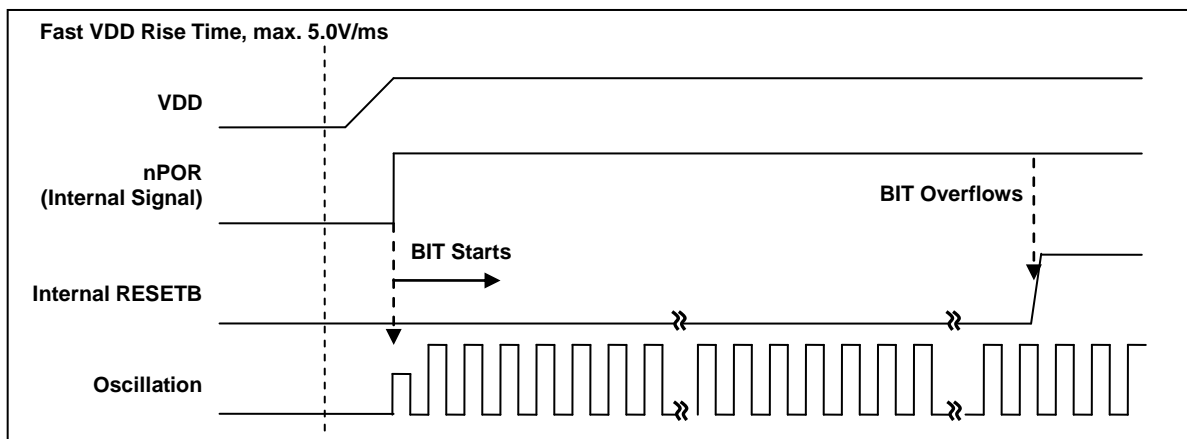 Fast VDD Rise Time, max. 5.0V/ms
VDD
nPOR
(Internal Signal)
BIT Overflows
BIT Starts
Internal RESETB
Oscillation